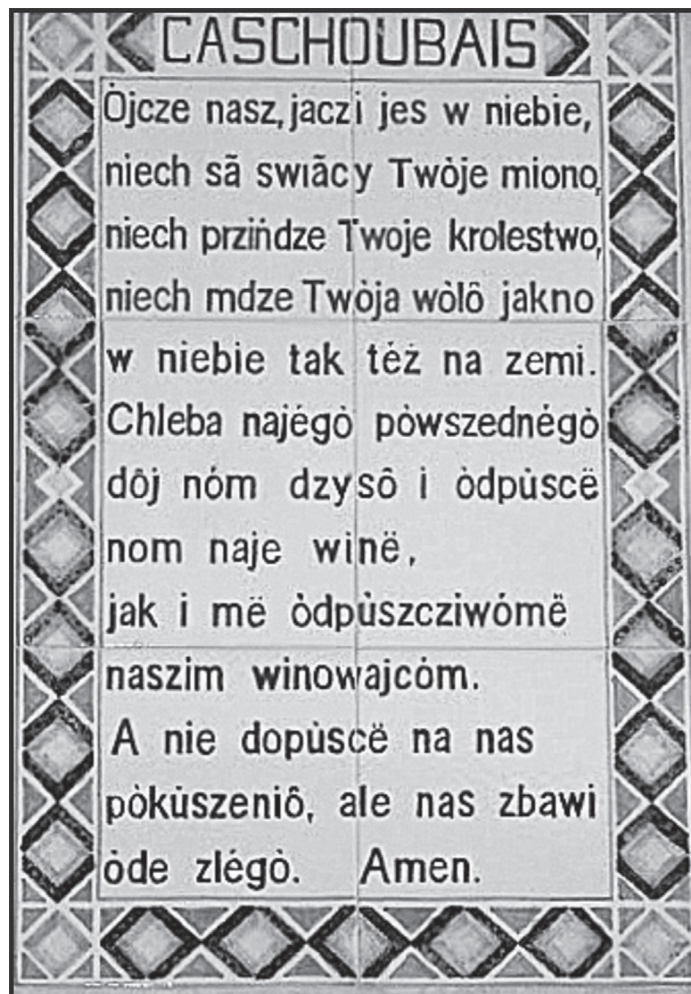 CASCHOUBAIS
Òjcze nasz, jaczi jes w niebie,
niech sã swiãcy Twòje miono,
niech przińdze Twoje krolestwo,
niech mdze Twòja wòlô jakno
w niebie tak téż na zemi.
Chleba najégò pòwszednégò
dôj nóm dzysô i òdpùscë
nom naje winë,
jak i më òdpùszcziwómë
naszim winowajcóm.
A nie dopùscë na nas
pòkùszeniô, ale nas zbawi
òde zlégò. Amen.